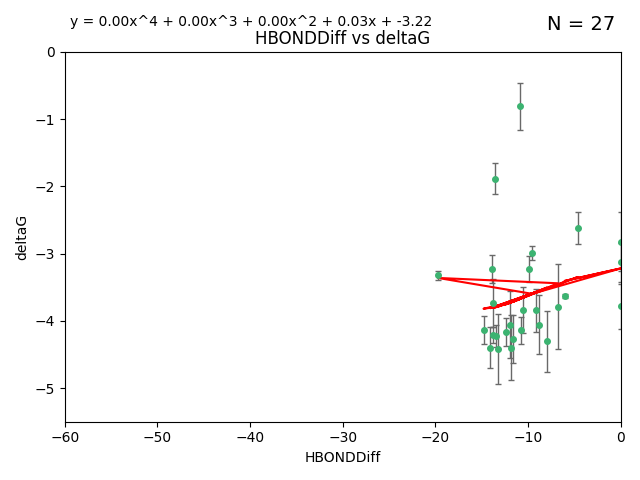 y = 0.00x^4 + 0.00x^3 + 0.00x^2 + 0.03x + -3.22
N = 27
HBONDDiff vs deltaG
0
−1
−2
−3
−4
−5
deltaG
−60 −50 −40 −30 −20 −10 0
HBONDDiff